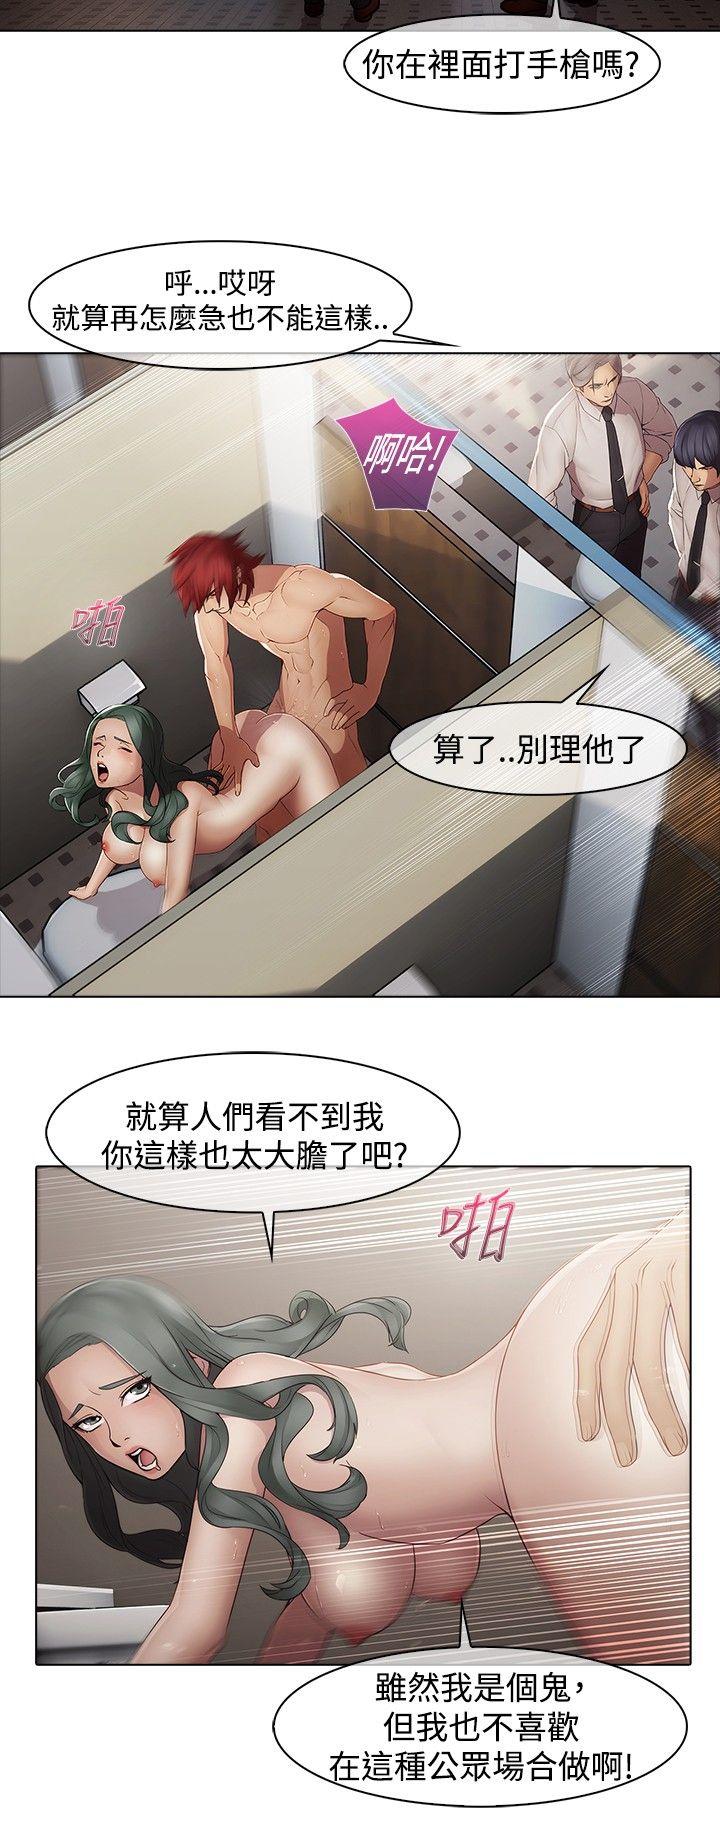 你在裡面打手槍嗎?
呼...哎呀
就算再怎麼急也不能這樣..
啊哈!
啪
算了..別理他了
就算人們看不到我
你這樣也太大膽了吧?
啪
雖然我是個鬼,
但我也不喜歡
在這種公眾場合做啊!